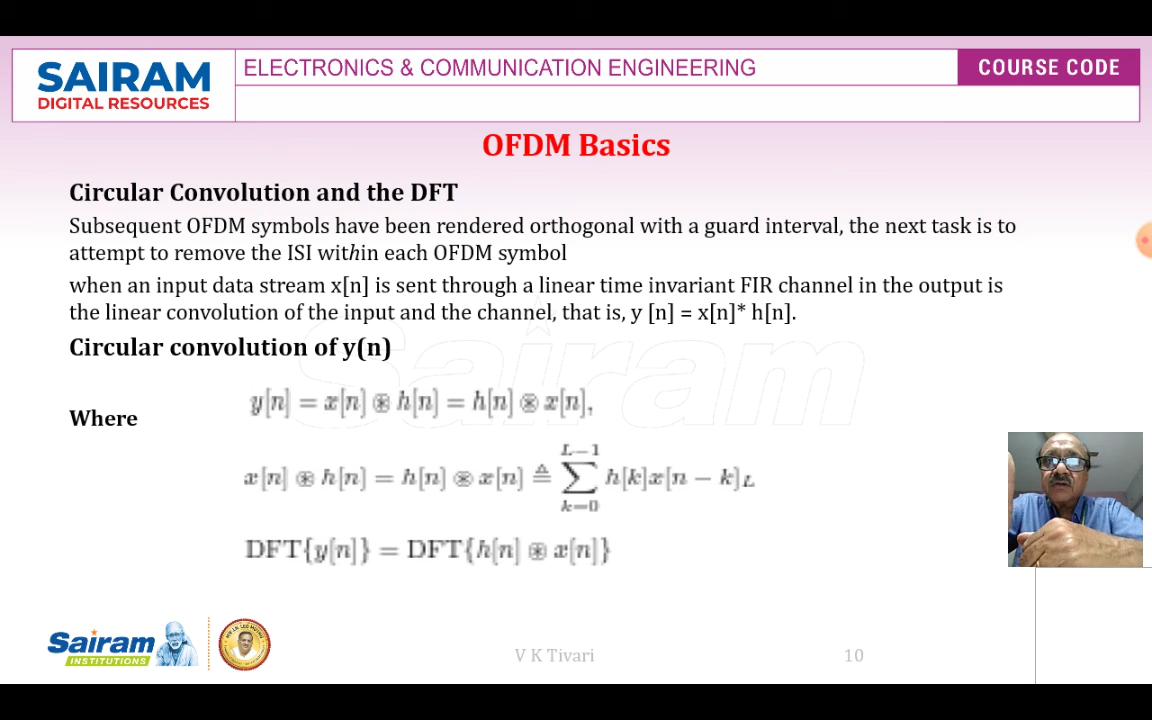 SAIRAM
DIGITAL RESOURCES
ELECTRONICS & COMMUNICATION ENGINEERING
COURSE CODE
OFDM Basics
Circular Convolution and the DFT
Subsequent OFDM symbols have been rendered orthogonal with a guard interval, the next task is to
attempt to remove the ISI within each OFDM symbol
when an input data stream x[n] is sent through a linear time invariant FIR channel in the output is
the linear convolution of the input and the channel, that is, y [n] = x[n]* h[n].
Circular convolution of y(n)
y[n] = x[n] ⊛ h[n] = h[n] ⊛ x[n],
Where
x[n] ⊛ h[n] = h[n] ⊛ x[n] ≜ ∑_{k=0}^{L−1} h[k]x[n − k]_L
DFT{y[n]} = DFT{h[n] ⊛ x[n]}
Sairam
Sairam
INSTITUTIONS
V K Tivari
10